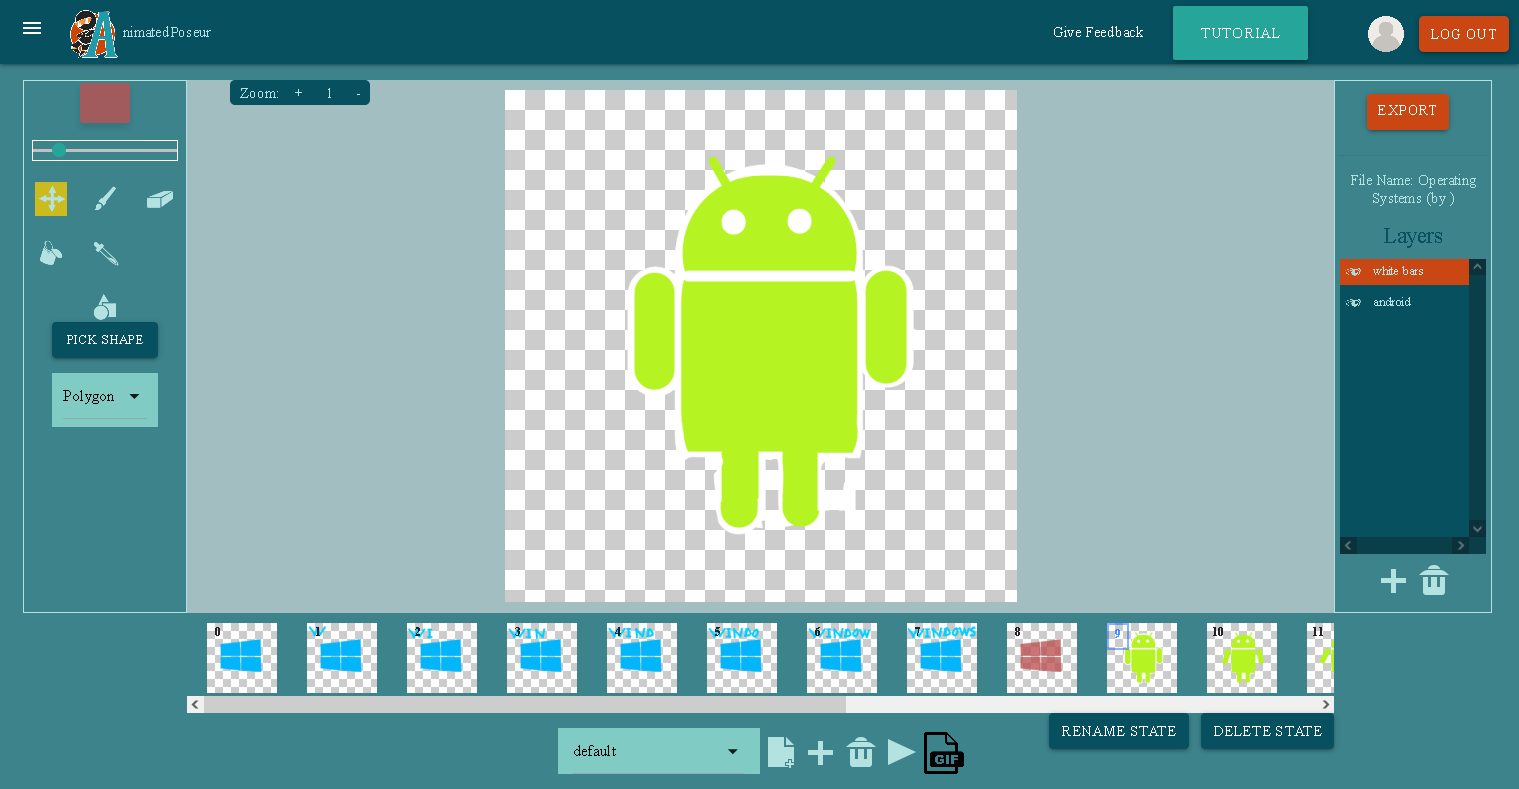 AnimatedPoseur
Give Feedback
TUTORIAL
LOG OUT
Zoom: + 1 -
EXPORT
File Name: Operating
Systems (by )
Layers
white bars
android
PICK SHAPE
Polygon
0 1 2 3 4 5 6 7 8 9 10 11
W WI WIN WIND WINDO WINDOW WINDOWS
RENAME STATE DELETE STATE
default
GIF